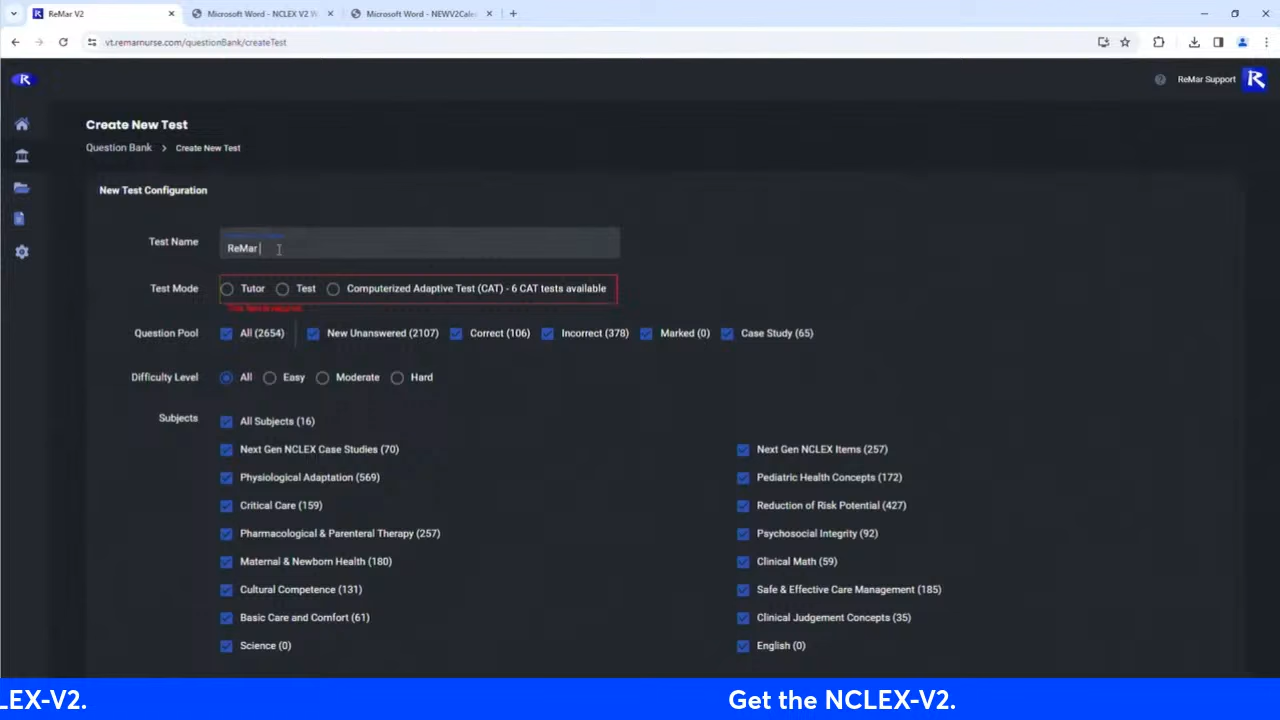 ReMar V2
Microsoft Word - NCLEX V2 W
Microsoft Word - NEWV2Cale
vt.remarnurse.com/questionBank/createTest
R
ReMar Support
R
Create New Test
Question Bank > Create New Test
New Test Configuration
Test Name
ReMar
Test Mode
Tutor Test Computerized Adaptive Test (CAT) - 6 CAT tests available
This field is required
Question Pool
All (2654) New Unanswered (2107) Correct (106) Incorrect (378) Marked (0) Case Study (65)
Difficulty Level
All Easy Moderate Hard
Subjects
All Subjects (16)
Next Gen NCLEX Case Studies (70) Next Gen NCLEX Items (257)
Physiological Adaptation (569) Pediatric Health Concepts (172)
Critical Care (159) Reduction of Risk Potential (427)
Pharmacological & Parenteral Therapy (257) Psychosocial Integrity (92)
Maternal & Newborn Health (180) Clinical Math (59)
Cultural Competence (131) Safe & Effective Care Management (185)
Basic Care and Comfort (61) Clinical Judgement Concepts (35)
Science (0) English (0)
LEX-V2. Get the NCLEX-V2.